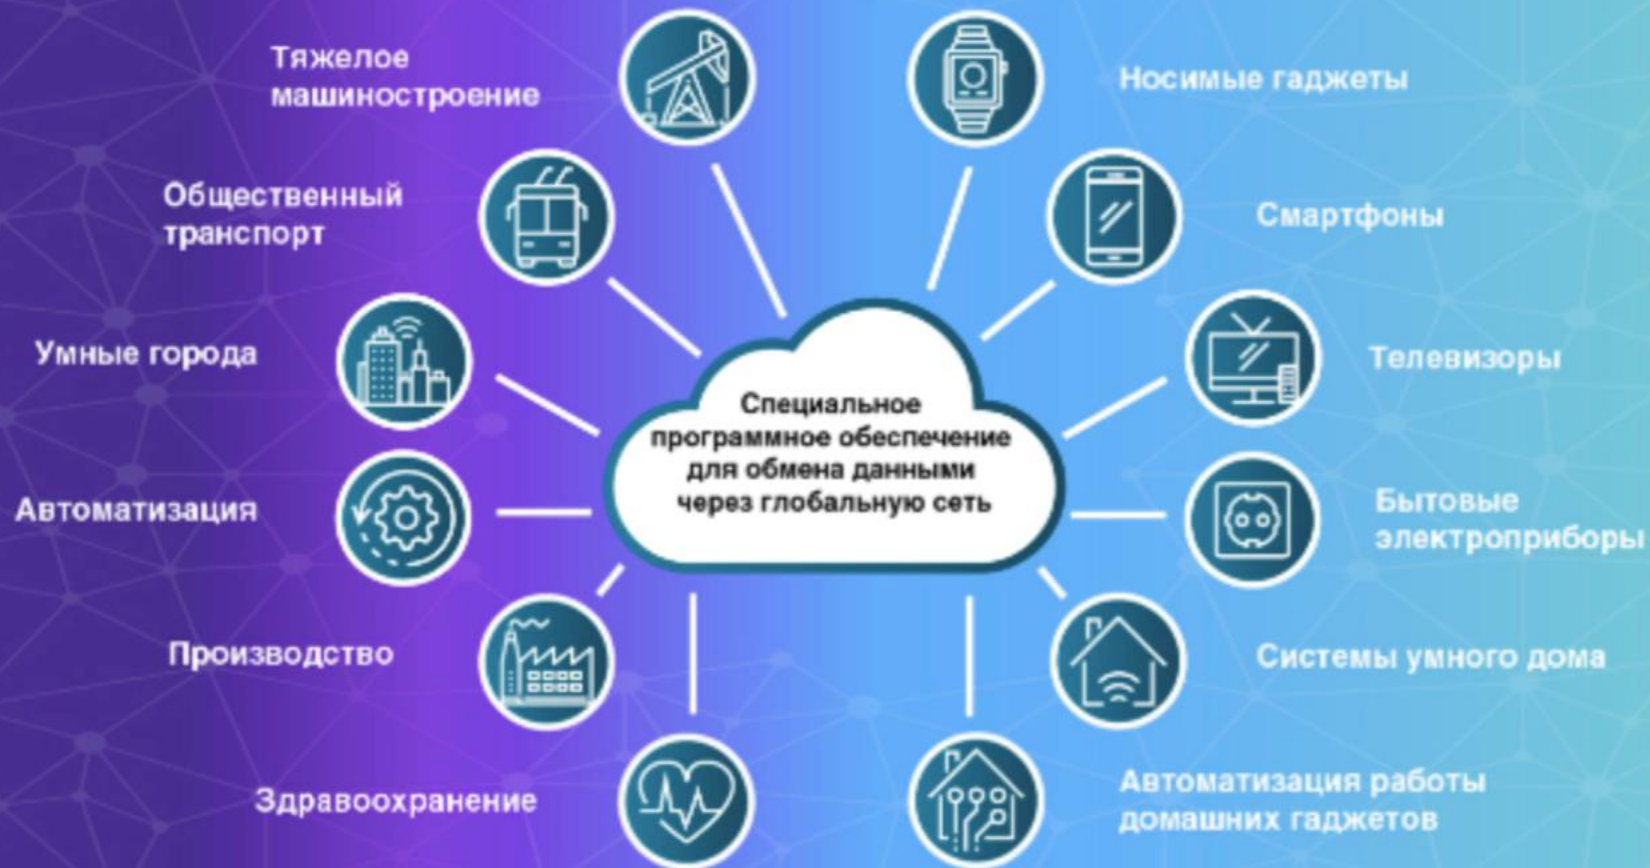 Тяжелое
машиностроение
Носимые гаджеты
Общественный
транспорт
Смартфоны
Умные города
Телевизоры
Специальное
программное обеспечение
для обмена данными
через глобальную сеть
Автоматизация
Бытовые
электроприборы
Производство
Системы умного дома
Здравоохранение
Автоматизация работы
домашних гаджетов